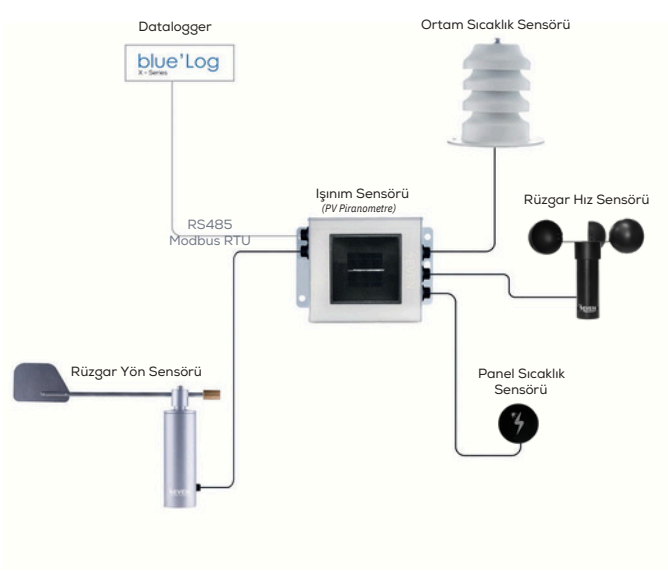 Datalogger
blue'Log
X - Series
Ortam Sıcaklık Sensörü
Işınım Sensörü
(PV Piranometre)
Rüzgar Hız Sensörü
RS485
Modbus RTU
Rüzgar Yön Sensörü
Panel Sıcaklık
Sensörü